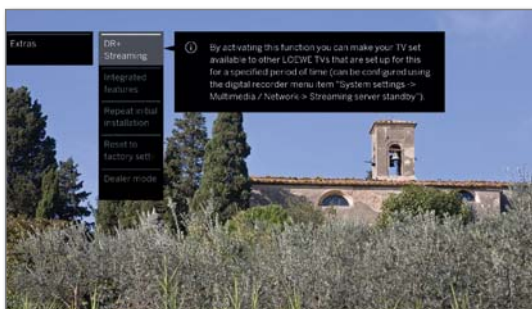 Extras
DR+
Streaming
Integrated
features
Repeat initial
installation
Reset to
factory sett-
Dealer mode
By activating this function you can make your TV set
available to other LOEWE TVs that are set up for this
for a specified period of time (can be configured using
the digital recorder menu item "System settings ->
Multimedia / Network > Streaming server standby").